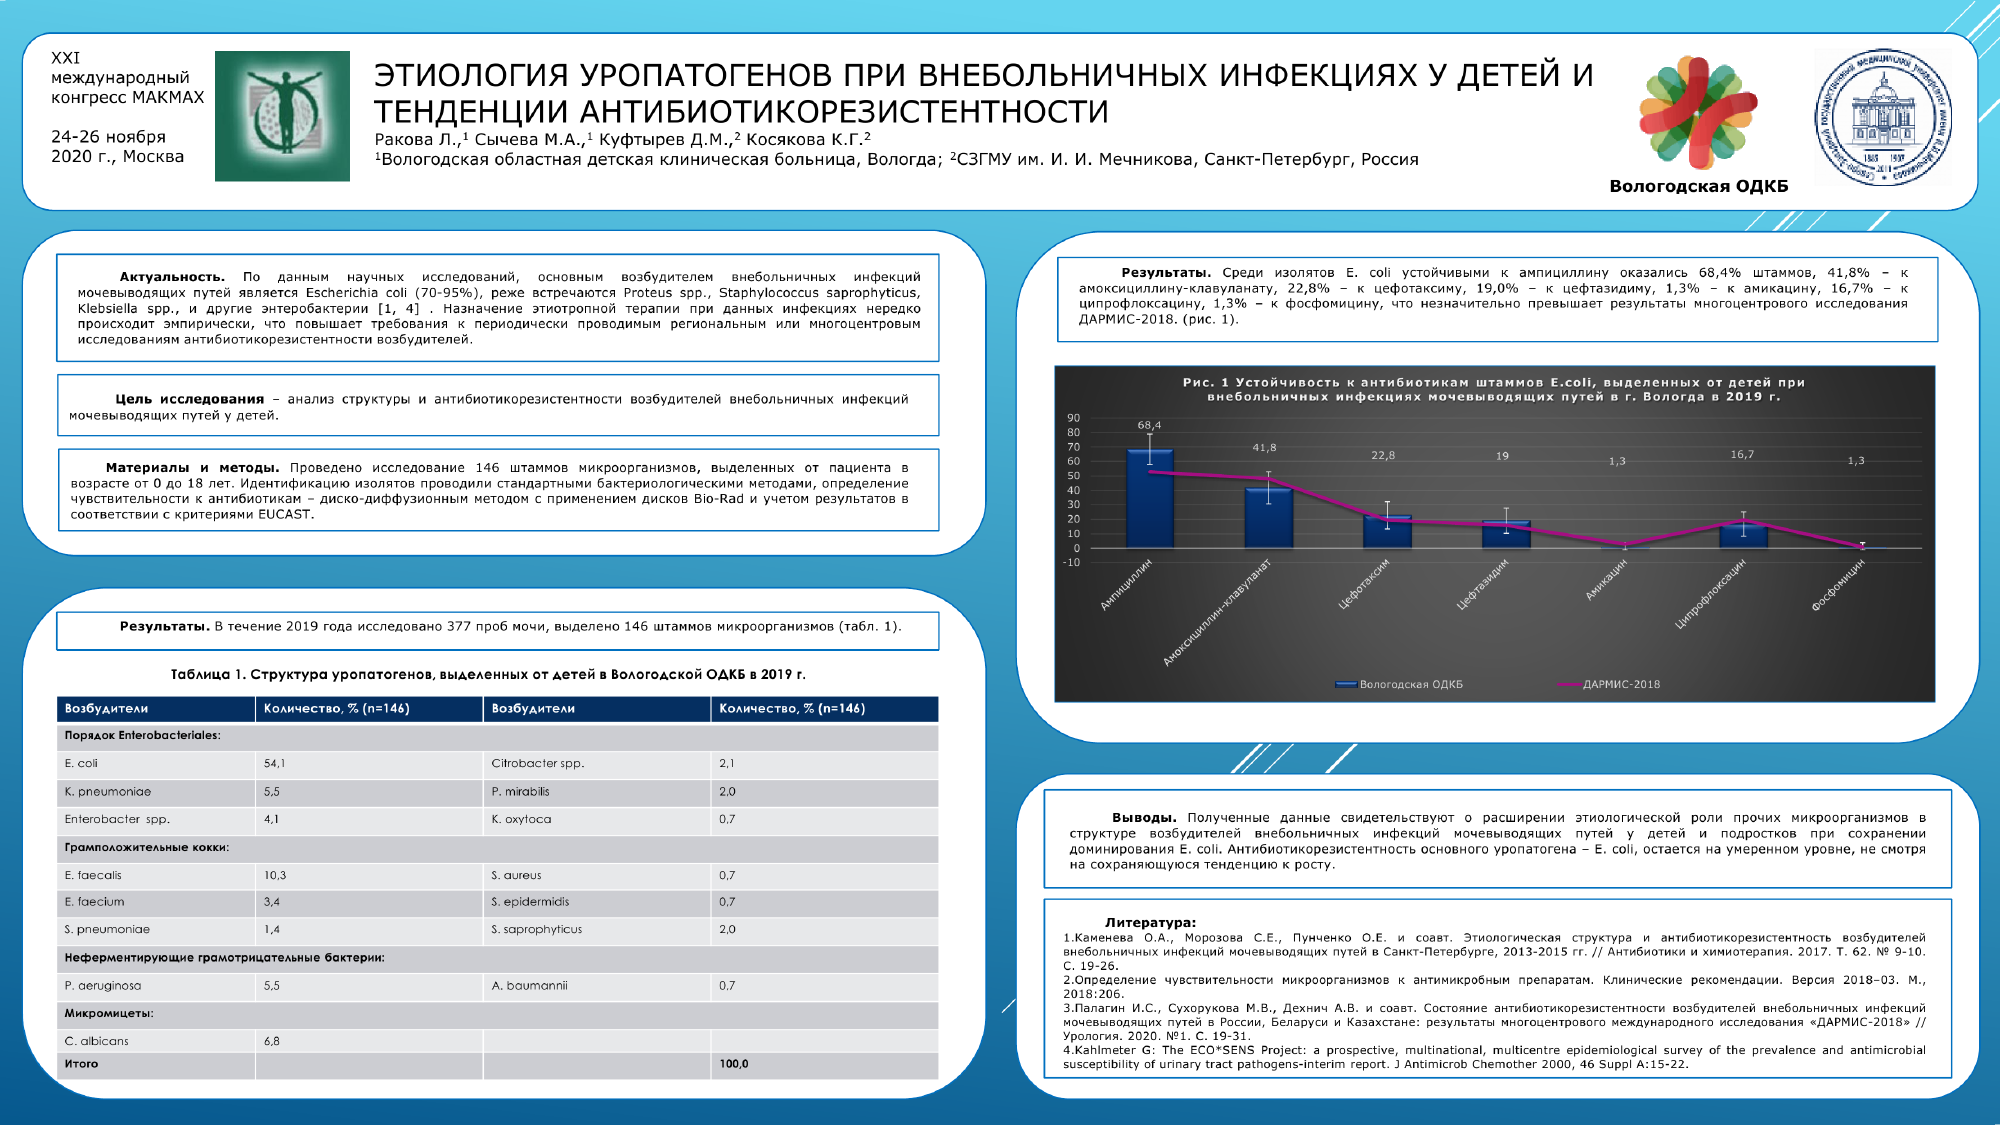 XXI
международный
конгресс МАКМАХ
24-26 ноября
2020 г., Москва
ЭТИОЛОГИЯ УРОПАТОГЕНОВ ПРИ ВНЕБОЛЬНИЧНЫХ ИНФЕКЦИЯХ У ДЕТЕЙ И
ТЕНДЕНЦИИ АНТИБИОТИКОРЕЗИСТЕНТНОСТИ
Ракова Л.,¹ Сычева М.А.,¹ Куфтырев Д.М.,² Косякова К.Г.²
¹Вологодская областная детская клиническая больница, Вологда; ²СЗГМУ им. И. И. Мечникова, Санкт-Петербург, Россия
Вологодская ОДКБ
1885 1907
2011
Актуальность. По данным научных исследований, основным возбудителем внебольничных инфекций
мочевыводящих путей является Escherichia coli (70-95%), реже встречаются Proteus spp., Staphylococcus saprophyticus,
Klebsiella spp., и другие энтеробактерии [1, 4] . Назначение этиотропной терапии при данных инфекциях нередко
происходит эмпирически, что повышает требования к периодически проводимым региональным или многоцентровым
исследованиям антибиотикорезистентности возбудителей.
Цель исследования – анализ структуры и антибиотикорезистентности возбудителей внебольничных инфекций
мочевыводящих путей у детей.
Материалы и методы. Проведено исследование 146 штаммов микроорганизмов, выделенных от пациента в
возрасте от 0 до 18 лет. Идентификацию изолятов проводили стандартными бактериологическими методами, определение
чувствительности к антибиотикам – диско-диффузионным методом с применением дисков Bio-Rad и учетом результатов в
соответствии с критериями EUCAST.
Результаты. В течение 2019 года исследовано 377 проб мочи, выделено 146 штаммов микроорганизмов (табл. 1).
Таблица 1. Структура уропатогенов, выделенных от детей в Вологодской ОДКБ в 2019 г.
Возбудители Количество, % (n=146) Возбудители Количество, % (n=146)
Порядок Enterobacteriales:
E. coli 54,1 Citrobacter spp. 2,1
K. pneumoniae 5,5 P. mirabilis 2,0
Enterobacter spp. 4,1 K. oxytoca 0,7
Грамположительные кокки:
E. faecalis 10,3 S. aureus 0,7
E. faecium 3,4 S. epidermidis 0,7
S. pneumoniae 1,4 S. saprophyticus 2,0
Неферментирующие грамотрицательные бактерии:
P. aeruginosa 5,5 A. baumannii 0,7
Микромицеты:
C. albicans 6,8
Итого 100,0
Результаты. Среди изолятов E. coli устойчивыми к ампициллину оказались 68,4% штаммов, 41,8% – к
амоксициллину-клавуланату, 22,8% – к цефотаксиму, 19,0% – к цефтазидиму, 1,3% – к амикацину, 16,7% – к
ципрофлоксацину, 1,3% – к фосфомицину, что незначительно превышает результаты многоцентрового исследования
ДАРМИС-2018. (рис. 1).
Рис. 1 Устойчивость к антибиотикам штаммов E.coli, выделенных от детей при
внебольничных инфекциях мочевыводящих путей в г. Вологда в 2019 г.
90
80
70
60
50
40
30
20
10
0
-10
68,4
41,8
22,8
19
1,3
16,7
1,3
Ампициллин
Амоксициллин-клавуланат
Цефотаксим
Цефтазидим
Амикацин
Ципрофлоксацин
Фосфомицин
Вологодская ОДКБ ДАРМИС-2018
Выводы. Полученные данные свидетельствуют о расширении этиологической роли прочих микроорганизмов в
структуре возбудителей внебольничных инфекций мочевыводящих путей у детей и подростков при сохранении
доминирования E. coli. Антибиотикорезистентность основного уропатогена – E. coli, остается на умеренном уровне, не смотря
на сохраняющуюся тенденцию к росту.
Литература:
1.Каменева О.А., Морозова С.Е., Пунченко О.Е. и соавт. Этиологическая структура и антибиотикорезистентность возбудителей
внебольничных инфекций мочевыводящих путей в Санкт-Петербурге, 2013-2015 гг. // Антибиотики и химиотерапия. 2017. Т. 62. № 9-10.
С. 19-26.
2.Определение чувствительности микроорганизмов к антимикробным препаратам. Клинические рекомендации. Версия 2018–03. М.,
2018:206.
3.Палагин И.С., Сухорукова М.В., Дехнич А.В. и соавт. Состояние антибиотикорезистентности возбудителей внебольничных инфекций
мочевыводящих путей в России, Беларуси и Казахстане: результаты многоцентрового международного исследования «ДАРМИС-2018» //
Урология. 2020. №1. С. 19-31.
4.Kahlmeter G: The ECO*SENS Project: a prospective, multinational, multicentre epidemiological survey of the prevalence and antimicrobial
susceptibility of urinary tract pathogens-interim report. J Antimicrob Chemother 2000, 46 Suppl A:15-22.